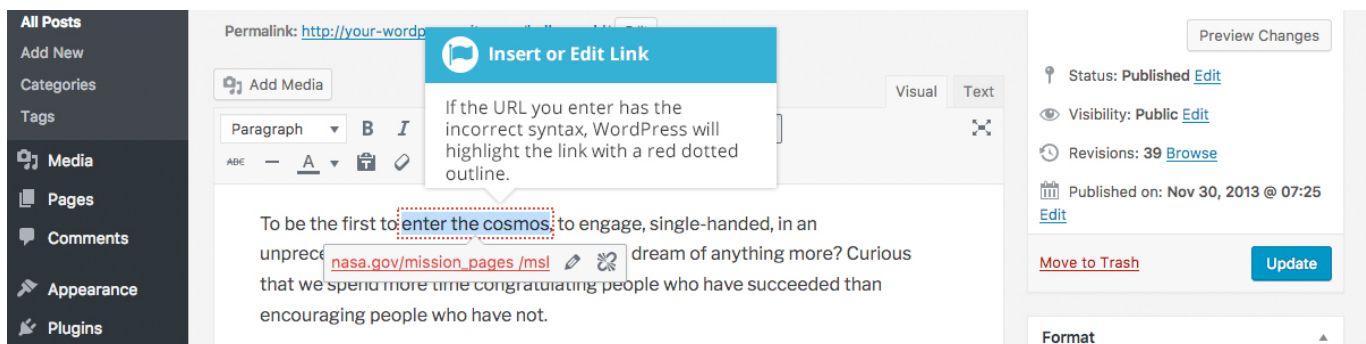 All Posts
Add New
Categories
Tags
Media
Pages
Comments
Appearance
Plugins
Permalink: http://your-wordp
Add Media
Visual Text
Paragraph B I
ABC A
Insert or Edit Link
If the URL you enter has the
incorrect syntax, WordPress will
highlight the link with a red dotted
outline.
To be the first to enter the cosmos, to engage, single-handed, in an
dream of anything more? Curious
nasa.gov/mission_pages /msl
that we spend more time congratulating people who have succeeded than
encouraging people who have not.
Preview Changes
Status: Published Edit
Visibility: Public Edit
Revisions: 39 Browse
Published on: Nov 30, 2013 @ 07:25
Edit
Move to Trash Update
Format